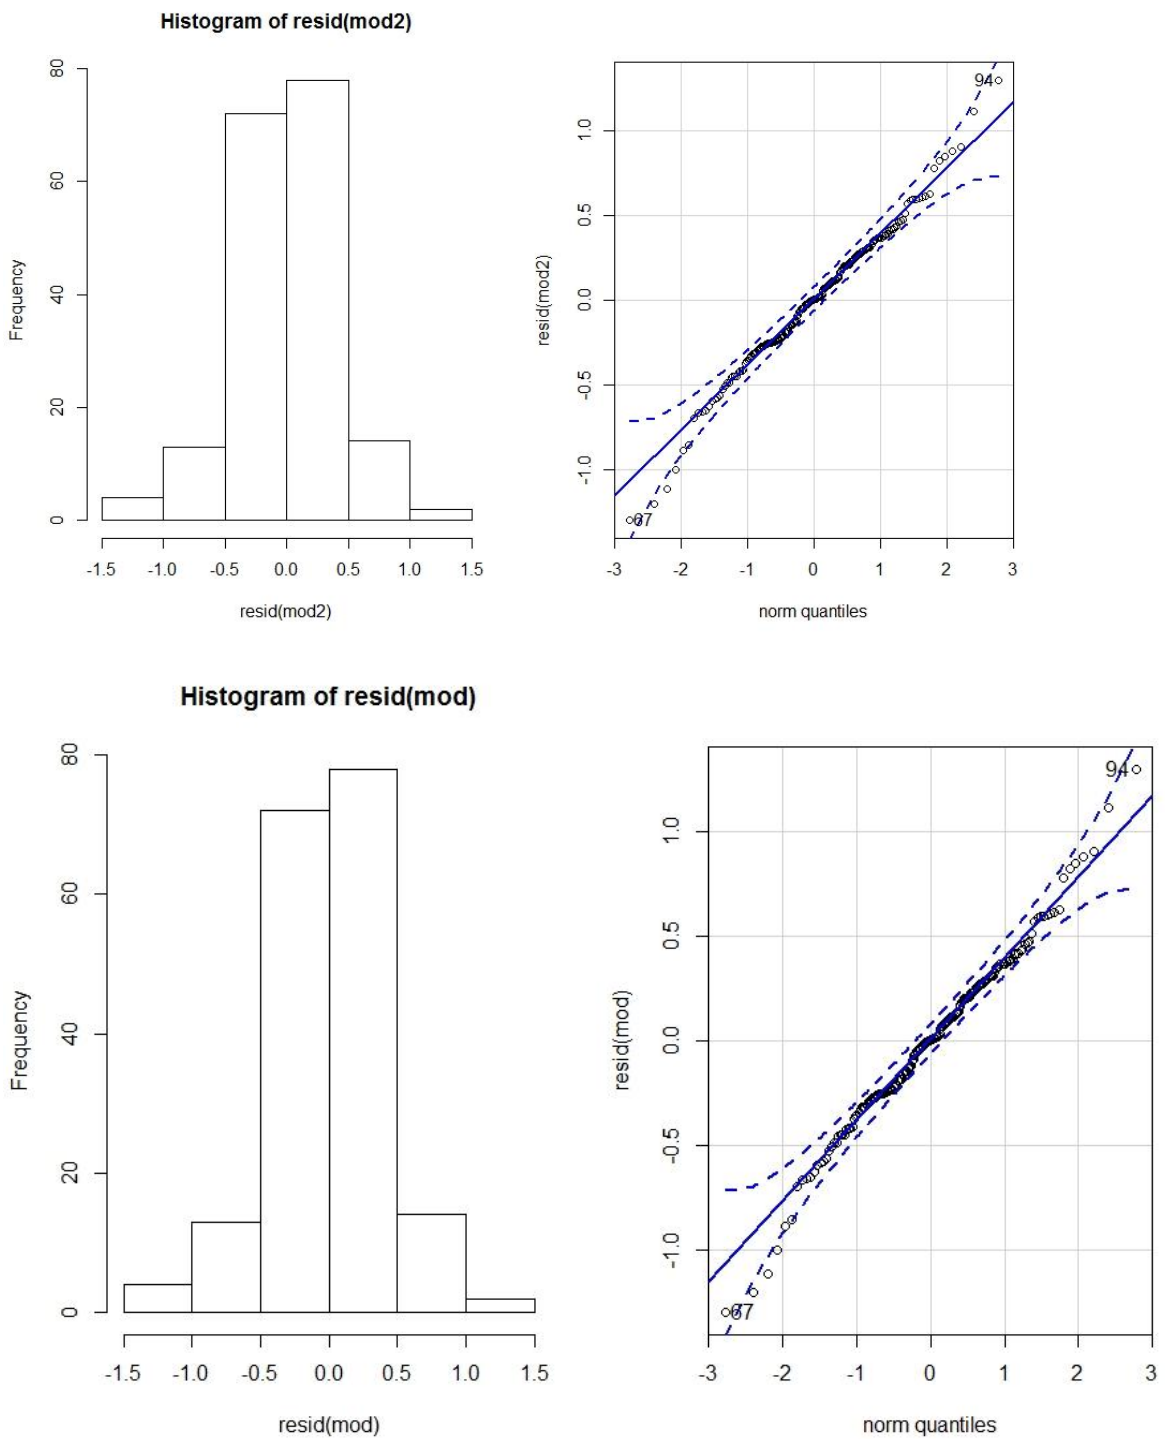 Histogram of resid(mod2)
80
60
40
20
0
Frequency
-1.5 -1.0 -0.5 0.0 0.5 1.0 1.5
resid(mod2)
94
1.0
0.5
0.0
-0.5
-1.0
resid(mod2)
67
-3 -2 -1 0 1 2 3
norm quantiles
Histogram of resid(mod)
80
60
40
20
0
Frequency
-1.5 -1.0 -0.5 0.0 0.5 1.0 1.5
resid(mod)
94
1.0
0.5
0.0
-0.5
-1.0
resid(mod)
67
-3 -2 -1 0 1 2 3
norm quantiles